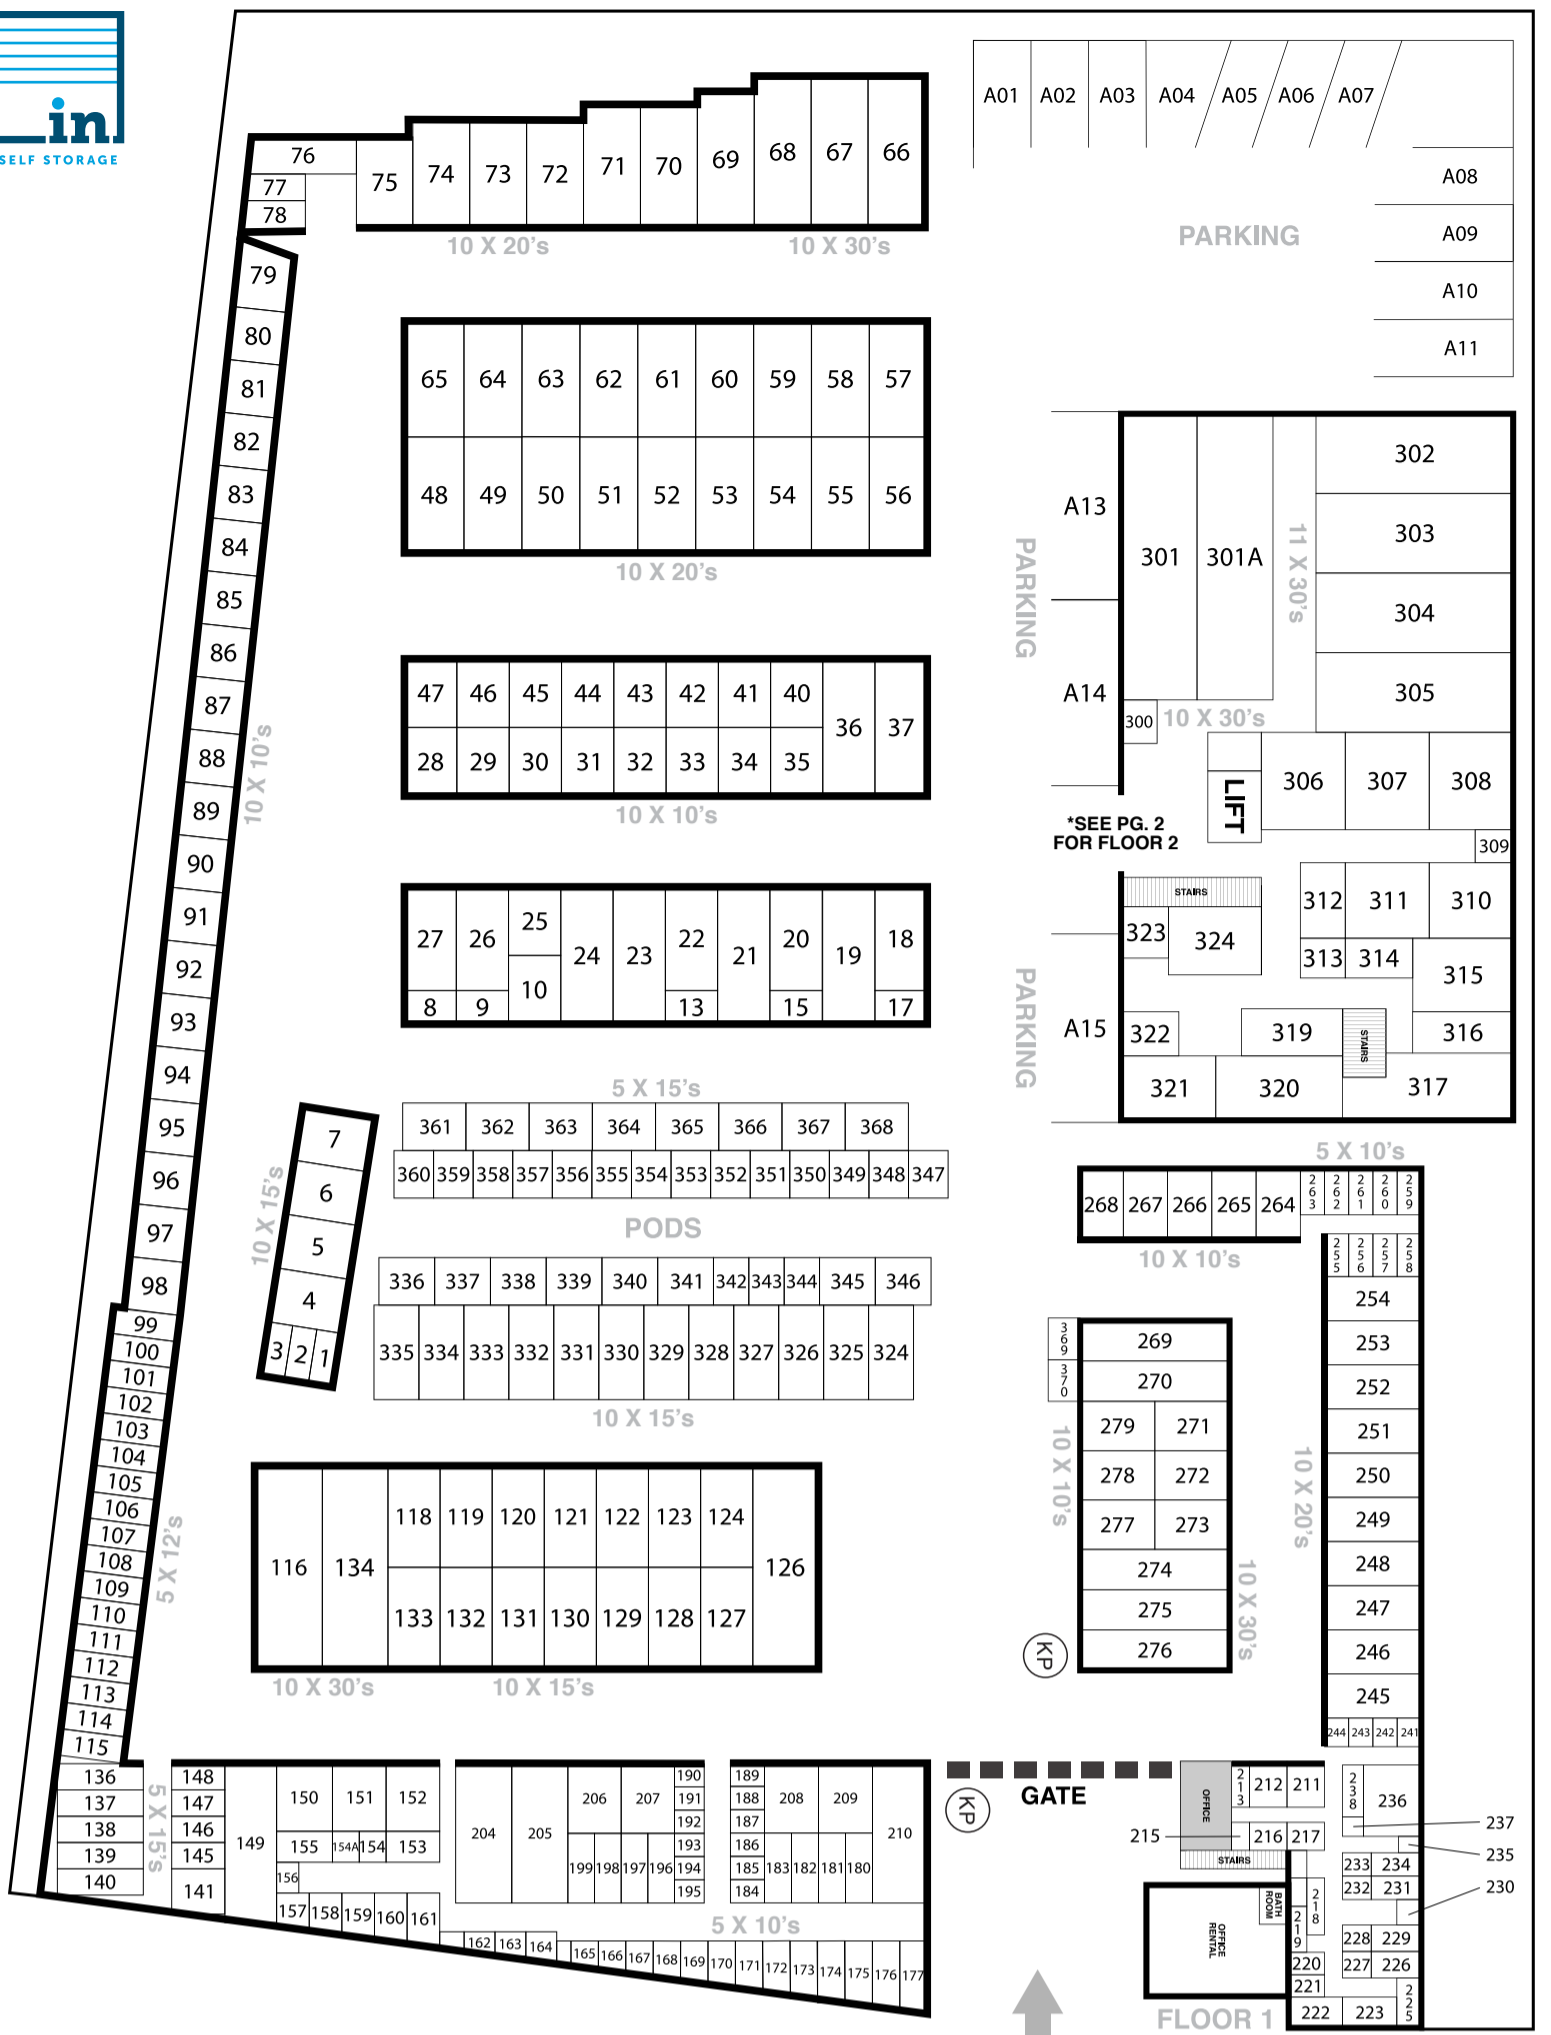 in
SELF STORAGE
A01 A02 A03 A04 A05 A06 A07
A08
A09
A10
A11
PARKING
76
77
78
75 74 73 72 71 70 69 68 67 66
10 X 20's 10 X 30's
79
80
81
82
83
84
85
86
87
88
89
90
91
92
93
94
95
96
97
98
10 X 10's
99
100
101
102
103
104
105
106
107
108
109
110
111
112
113
114
115
5 X 12's
65 64 63 62 61 60 59 58 57
48 49 50 51 52 53 54 55 56
10 X 20's
47 46 45 44 43 42 41 40 36 37
28 29 30 31 32 33 34 35
10 X 10's
27 26 25 24 23 22 21 20 19 18
8 9 10 13 15 17
5 X 15's
361 362 363 364 365 366 367 368
360 359 358 357 356 355 354 353 352 351 350 349 348 347
PODS
336 337 338 339 340 341 342 343 344 345 346
335 334 333 332 331 330 329 328 327 326 325 324
10 X 15's
7
6
5
4
3 2 1
10 X 15's
116 134 118 119 120 121 122 123 124 126
133 132 131 130 129 128 127
10 X 30's 10 X 15's
PARKING
PARKING
A13
A14
A15
301 301A
11 X 30's
302
303
304
305
300
10 X 30's
LIFT
306 307 308
309
*SEE PG. 2
FOR FLOOR 2
STAIRS
323 324
312 311 310
313 314 315
322 319 STAIRS 316
321 320 317
5 X 10's
268 267 266 265 264 263 262 261 260 259
10 X 10's
255 256 257 258
254
253
252
251
250
249
248
247
246
245
244 243 242 241
10 X 20's
369
370
269
270
279 271
278 272
277 273
274
275
276
10 X 10's
10 X 30's
KP
KP
GATE
136
137
138
139
140
5 X 15's
148
147
146
145
141
149
150 151 152
155 154A 154 153
156
157 158 159 160 161
162 163 164
165 166 167 168 169 170 171 172 173 174 175 176 177
204 205 206 207
199 198 197 196
190
191
192
193
194
195
189
188
187
186
185
184
208 209
183 182 181 180
210
5 X 10's
OFFICE
213 212 211
215 216 217
STAIRS
BATH
ROOM
OFFICE
RENTAL
218
219
220
221
222 223 225
238 236
237
235
233 234
232 231
230
228 229
227 226
FLOOR 1